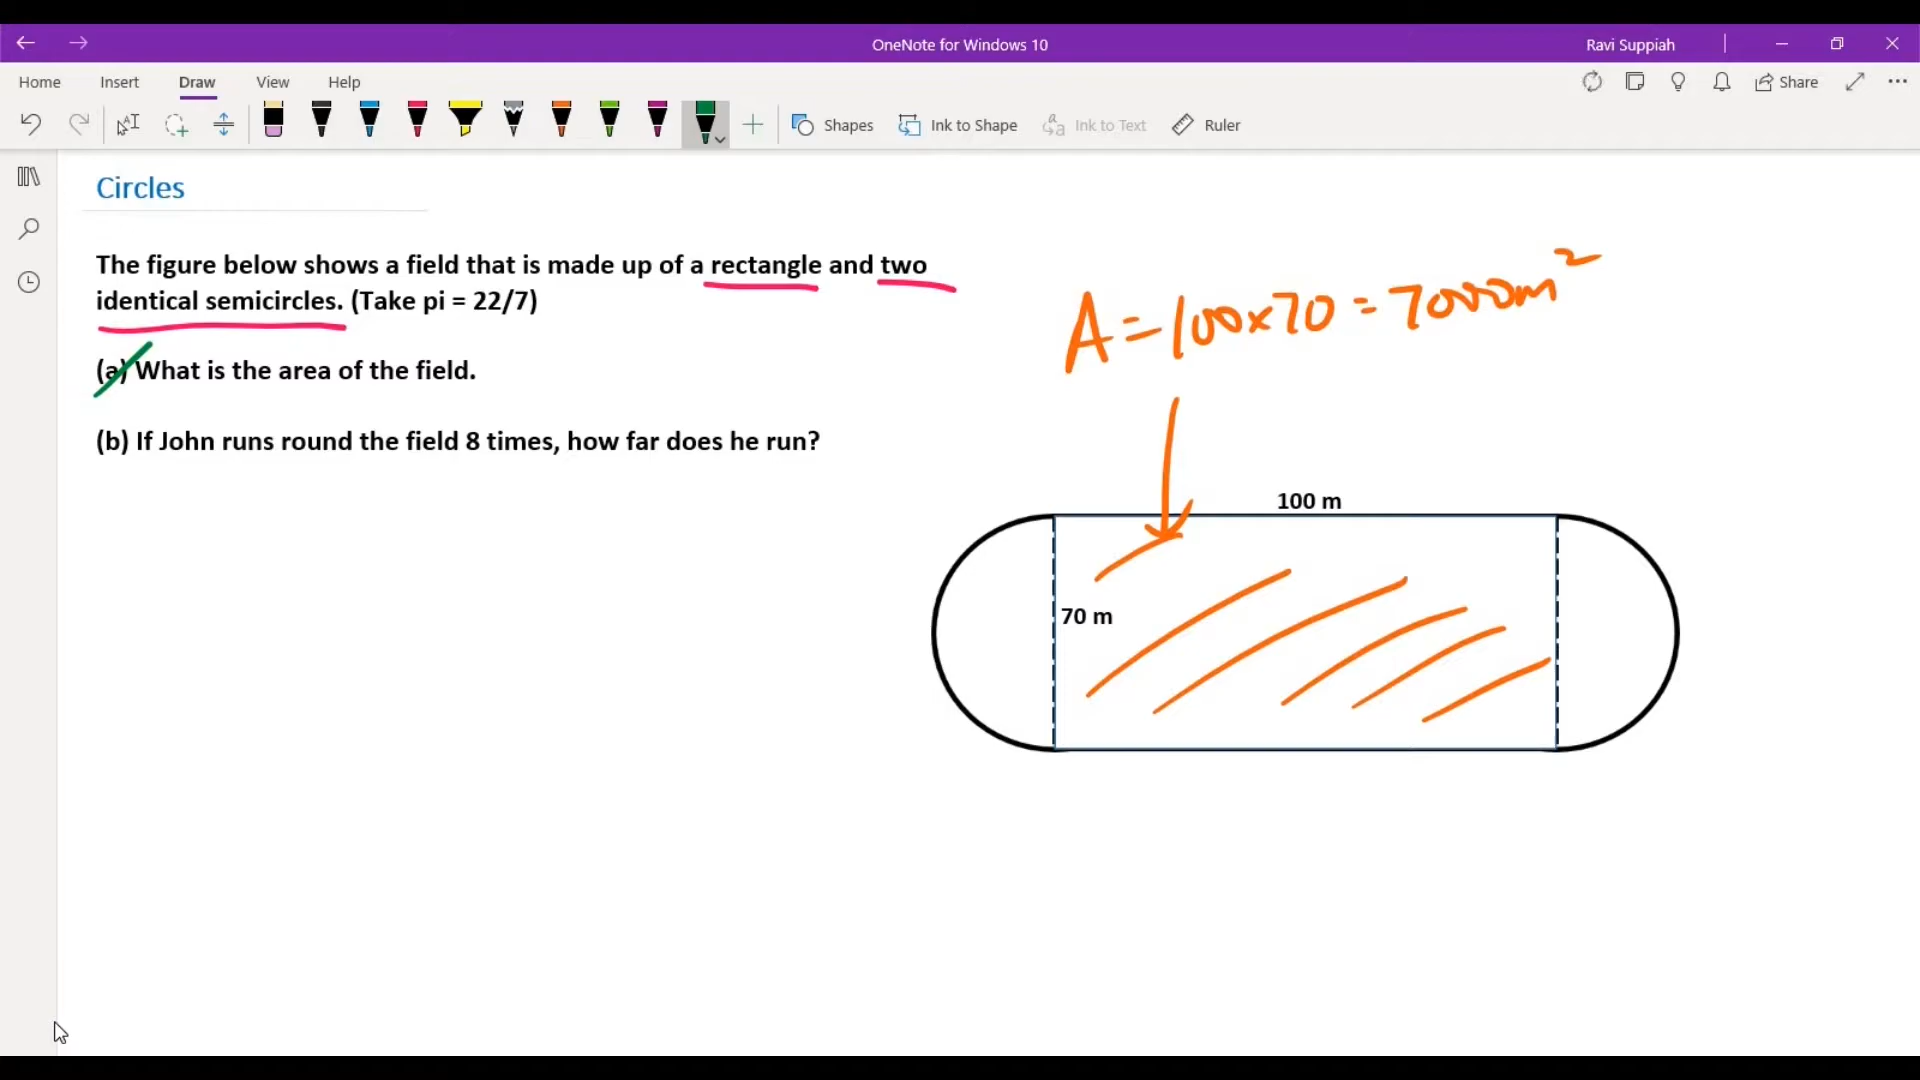 OneNote for Windows 10
Ravi Suppiah
Home Insert Draw View Help
Share
Shapes Ink to Shape Ink to Text Ruler
Circles
The figure below shows a field that is made up of a rectangle and two
identical semicircles. (Take pi = 22/7)
(a) What is the area of the field.
(b) If John runs round the field 8 times, how far does he run?
A = 100 x 70 = 7000m²
100 m
70 m